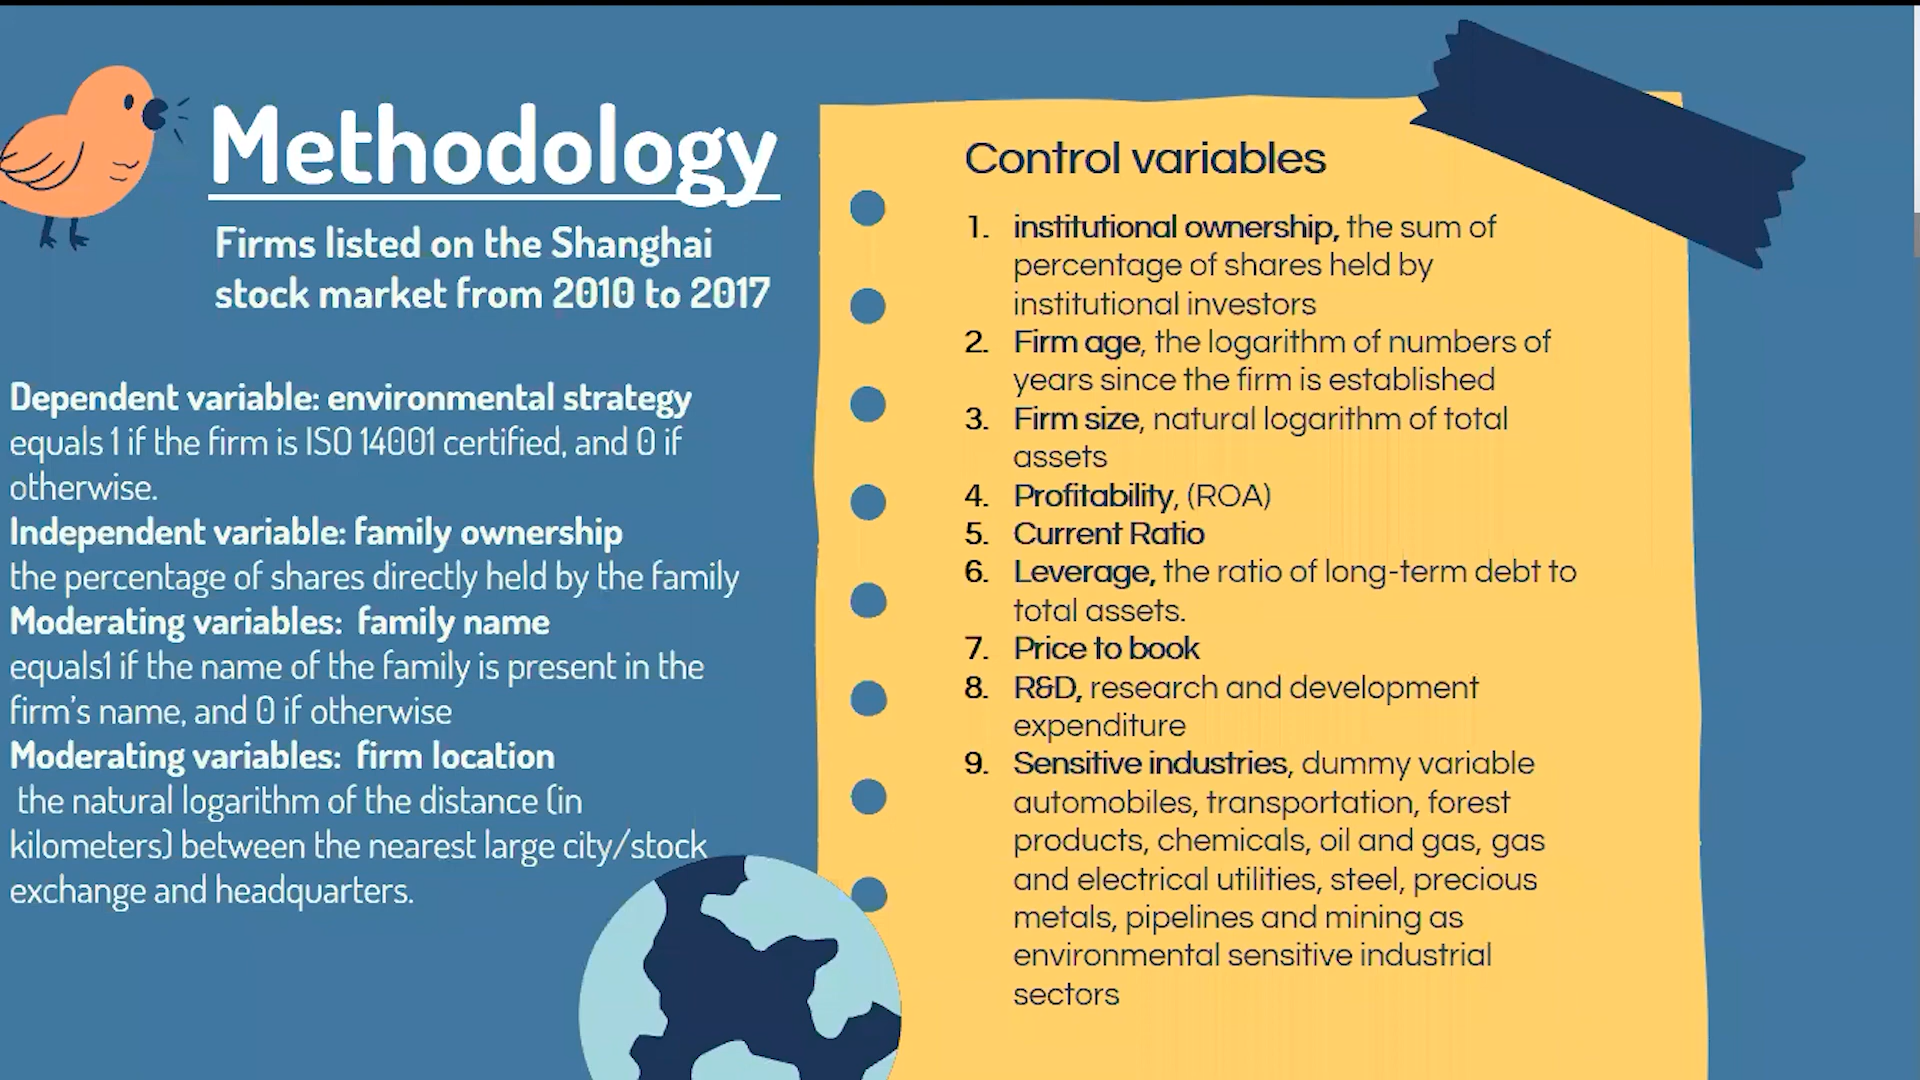 Methodology
Firms listed on the Shanghai
stock market from 2010 to 2017
Dependent variable: environmental strategy
equals 1 if the firm is ISO 14001 certified, and 0 if
otherwise.
Independent variable: family ownership
the percentage of shares directly held by the family
Moderating variables: family name
equals1 if the name of the family is present in the
firm's name, and 0 if otherwise
Moderating variables: firm location
the natural logarithm of the distance (in
kilometers) between the nearest large city/stock
exchange and headquarters.
Control variables
1. institutional ownership, the sum of
percentage of shares held by
institutional investors
2. Firm age, the logarithm of numbers of
years since the firm is established
3. Firm size, natural logarithm of total
assets
4. Profitability, (ROA)
5. Current Ratio
6. Leverage, the ratio of long-term debt to
total assets.
7. Price to book
8. R&D, research and development
expenditure
9. Sensitive industries, dummy variable
automobiles, transportation, forest
products, chemicals, oil and gas, gas
and electrical utilities, steel, precious
metals, pipelines and mining as
environmental sensitive industrial
sectors